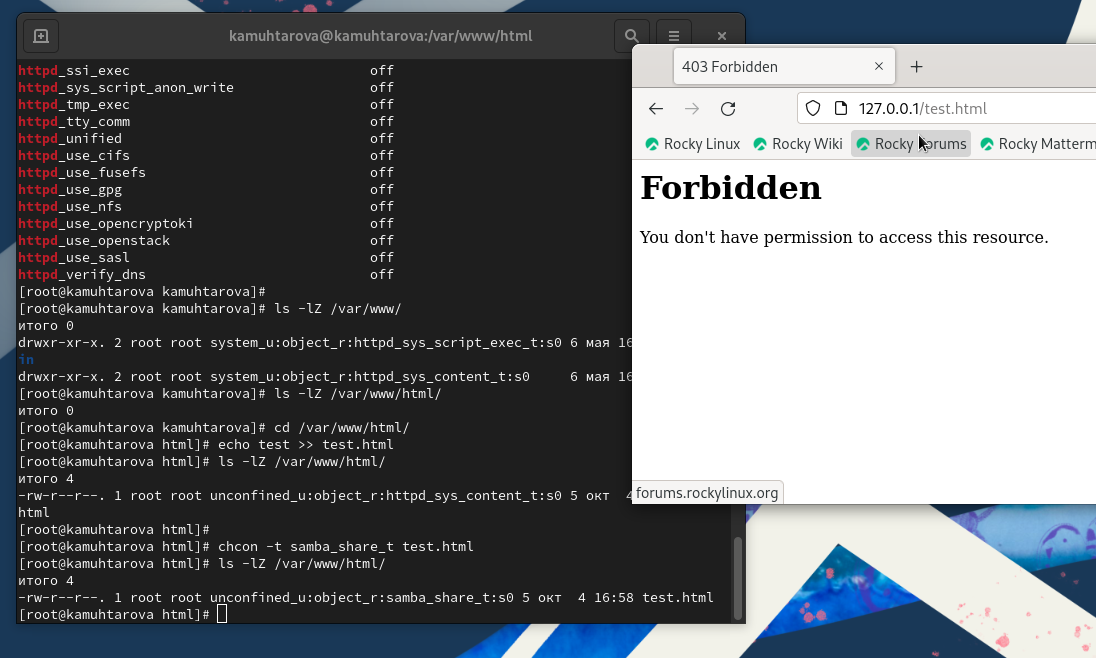 kamuhtarova@kamuhtarova:/var/www/html
httpd_ssi_exec                              off
httpd_sys_script_anon_write                 off
httpd_tmp_exec                              off
httpd_tty_comm                              off
httpd_unified                               off
httpd_use_cifs                              off
httpd_use_fusefs                            off
httpd_use_gpg                               off
httpd_use_nfs                               off
httpd_use_opencryptoki                      off
httpd_use_openstack                         off
httpd_use_sasl                              off
httpd_verify_dns                            off
[root@kamuhtarova kamuhtarova]#
[root@kamuhtarova kamuhtarova]# ls -lZ /var/www/
итого 0
drwxr-xr-x. 2 root root system_u:object_r:httpd_sys_script_exec_t:s0 6 мая 16
in
drwxr-xr-x. 2 root root system_u:object_r:httpd_sys_content_t:s0     6 мая 16
[root@kamuhtarova kamuhtarova]# ls -lZ /var/www/html/
итого 0
[root@kamuhtarova kamuhtarova]# cd /var/www/html/
[root@kamuhtarova html]# echo test >> test.html
[root@kamuhtarova html]# ls -lZ /var/www/html/
итого 4
-rw-r--r--. 1 root root unconfined_u:object_r:httpd_sys_content_t:s0 5 окт  4
html
[root@kamuhtarova html]#
[root@kamuhtarova html]# chcon -t samba_share_t test.html
[root@kamuhtarova html]# ls -lZ /var/www/html/
итого 4
-rw-r--r--. 1 root root unconfined_u:object_r:samba_share_t:s0 5 окт  4 16:58 test.html
[root@kamuhtarova html]#
403 Forbidden
127.0.0.1/test.html
Rocky Linux Rocky Wiki Rocky Forums Rocky Matterm
Forbidden
You don't have permission to access this resource.
forums.rockylinux.org